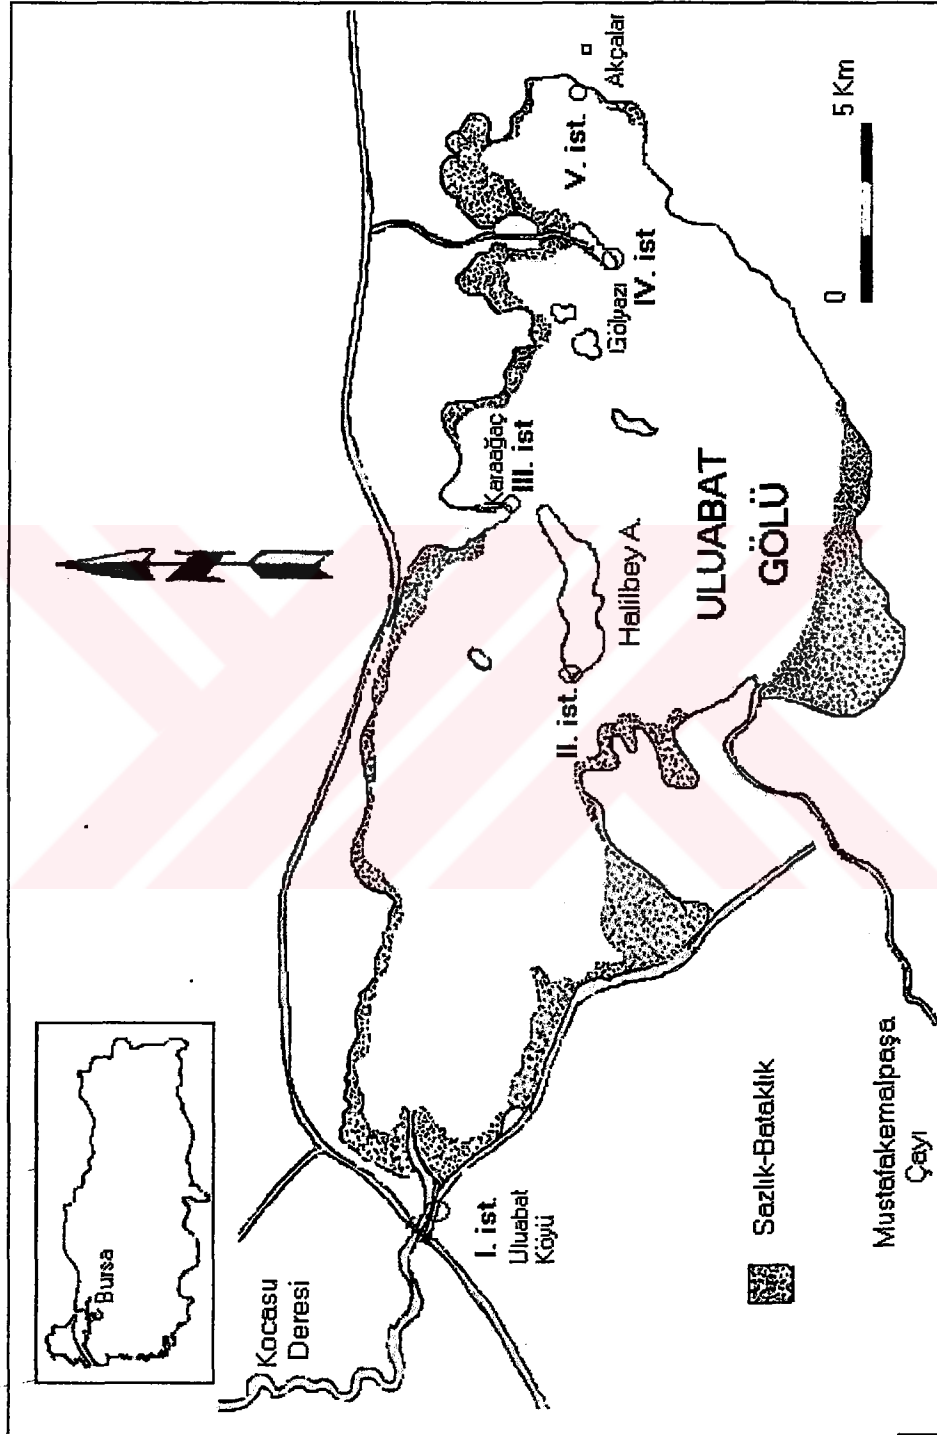 Bursa
Kocasu
Deresi
I. ist.
Uluabat
Köyü
II. ist.
Halilbey A.
Karaağaç
III. ist
Gölyazı
IV. ist
V. ist.
Akçalar
ULUABAT
GÖLÜ
0
5 Km
Sazlık-Bataklık
Mustafakemalpaşa
Çayı